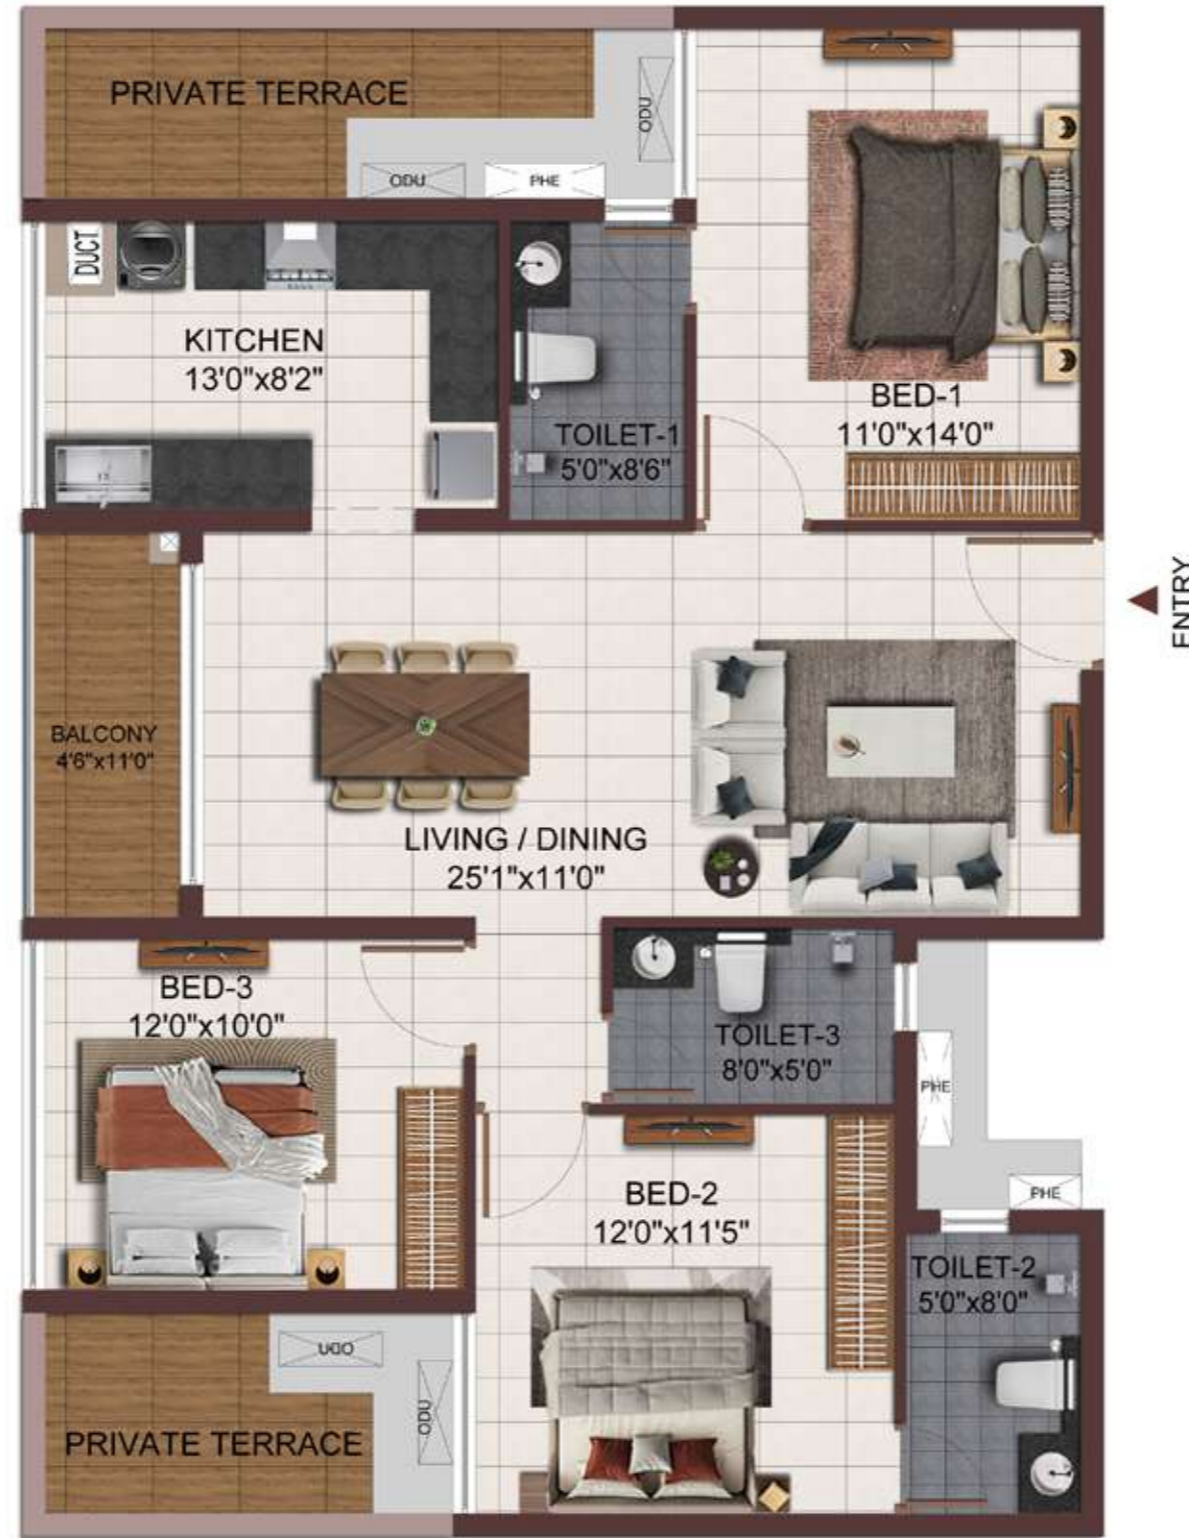 PRIVATE TERRACE
ODU
ODU
PHE
DUCT
KITCHEN
13'0"x8'2"
TOILET-1
5'0"x8'6"
BED-1
11'0"x14'0"
ENTRY
BALCONY
4'6"x11'0"
LIVING / DINING
25'1"x11'0"
BED-3
12'0"x10'0"
TOILET-3
8'0"x5'0"
PHE
PHE
BED-2
12'0"x11'5"
TOILET-2
5'0"x8'0"
ODU
ODU
PRIVATE TERRACE